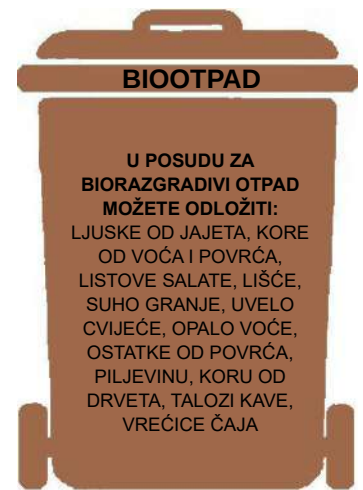 BIOOTPAD
U POSUDU ZA
BIORAZGRADIVI OTPAD
MOŽETE ODLOŽITI:
LJUSKE OD JAJETA, KORE
OD VOĆA I POVRĆA,
LISTOVE SALATE, LIŠĆE,
SUHO GRANJE, UVELO
CVIJEĆE, OPALO VOĆE,
OSTATKE OD POVRĆA,
PILJEVINU, KORU OD
DRVETA, TALOZI KAVE,
VREĆICE ČAJA